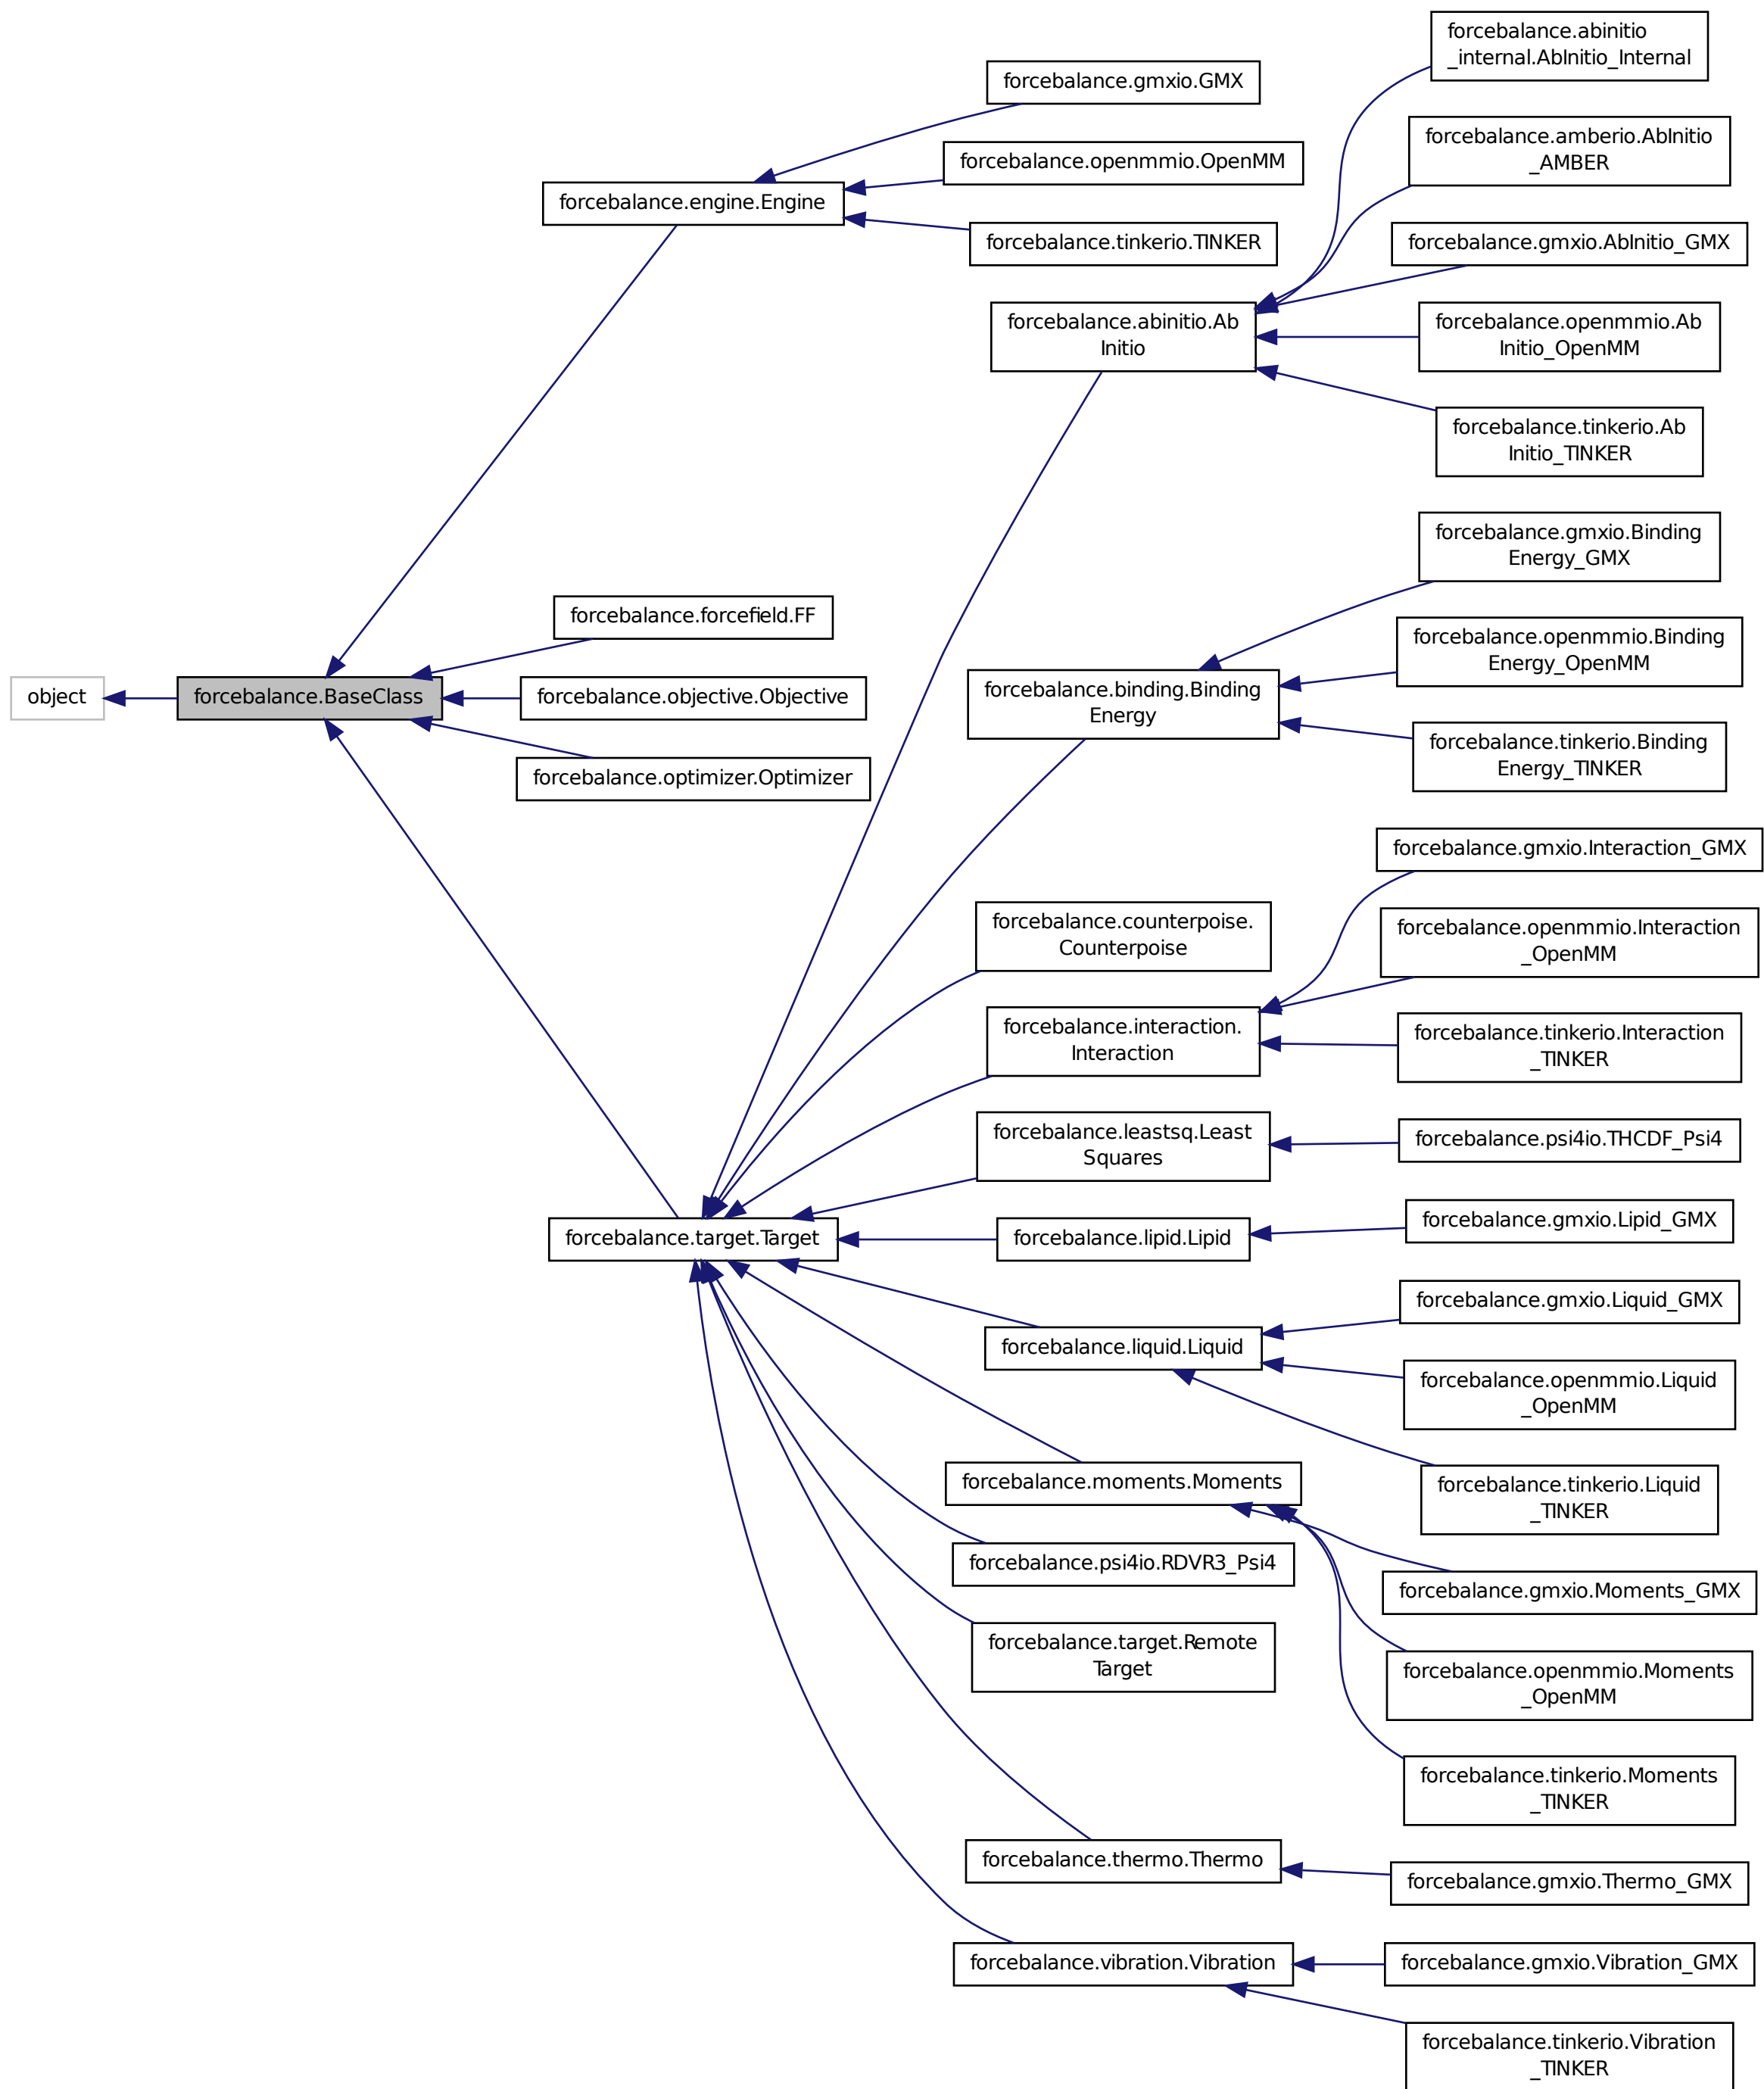 object
forcebalance.BaseClass
forcebalance.engine.Engine
forcebalance.forcefield.FF
forcebalance.objective.Objective
forcebalance.optimizer.Optimizer
forcebalance.target.Target
forcebalance.gmxio.GMX
forcebalance.openmmio.OpenMM
forcebalance.tinkerio.TINKER
forcebalance.abinitio.Ab
Initio
forcebalance.binding.Binding
Energy
forcebalance.counterpoise.
Counterpoise
forcebalance.interaction.
Interaction
forcebalance.leastsq.Least
Squares
forcebalance.lipid.Lipid
forcebalance.liquid.Liquid
forcebalance.moments.Moments
forcebalance.psi4io.RDVR3_Psi4
forcebalance.target.Remote
Target
forcebalance.thermo.Thermo
forcebalance.vibration.Vibration
forcebalance.abinitio
_internal.AbInitio_Internal
forcebalance.amberio.AbInitio
_AMBER
forcebalance.gmxio.AbInitio_GMX
forcebalance.openmmio.Ab
Initio_OpenMM
forcebalance.tinkerio.Ab
Initio_TINKER
forcebalance.gmxio.Binding
Energy_GMX
forcebalance.openmmio.Binding
Energy_OpenMM
forcebalance.tinkerio.Binding
Energy_TINKER
forcebalance.gmxio.Interaction_GMX
forcebalance.openmmio.Interaction
_OpenMM
forcebalance.tinkerio.Interaction
_TINKER
forcebalance.psi4io.THCDF_Psi4
forcebalance.gmxio.Lipid_GMX
forcebalance.gmxio.Liquid_GMX
forcebalance.openmmio.Liquid
_OpenMM
forcebalance.tinkerio.Liquid
_TINKER
forcebalance.gmxio.Moments_GMX
forcebalance.openmmio.Moments
_OpenMM
forcebalance.tinkerio.Moments
_TINKER
forcebalance.gmxio.Thermo_GMX
forcebalance.gmxio.Vibration_GMX
forcebalance.tinkerio.Vibration
_TINKER